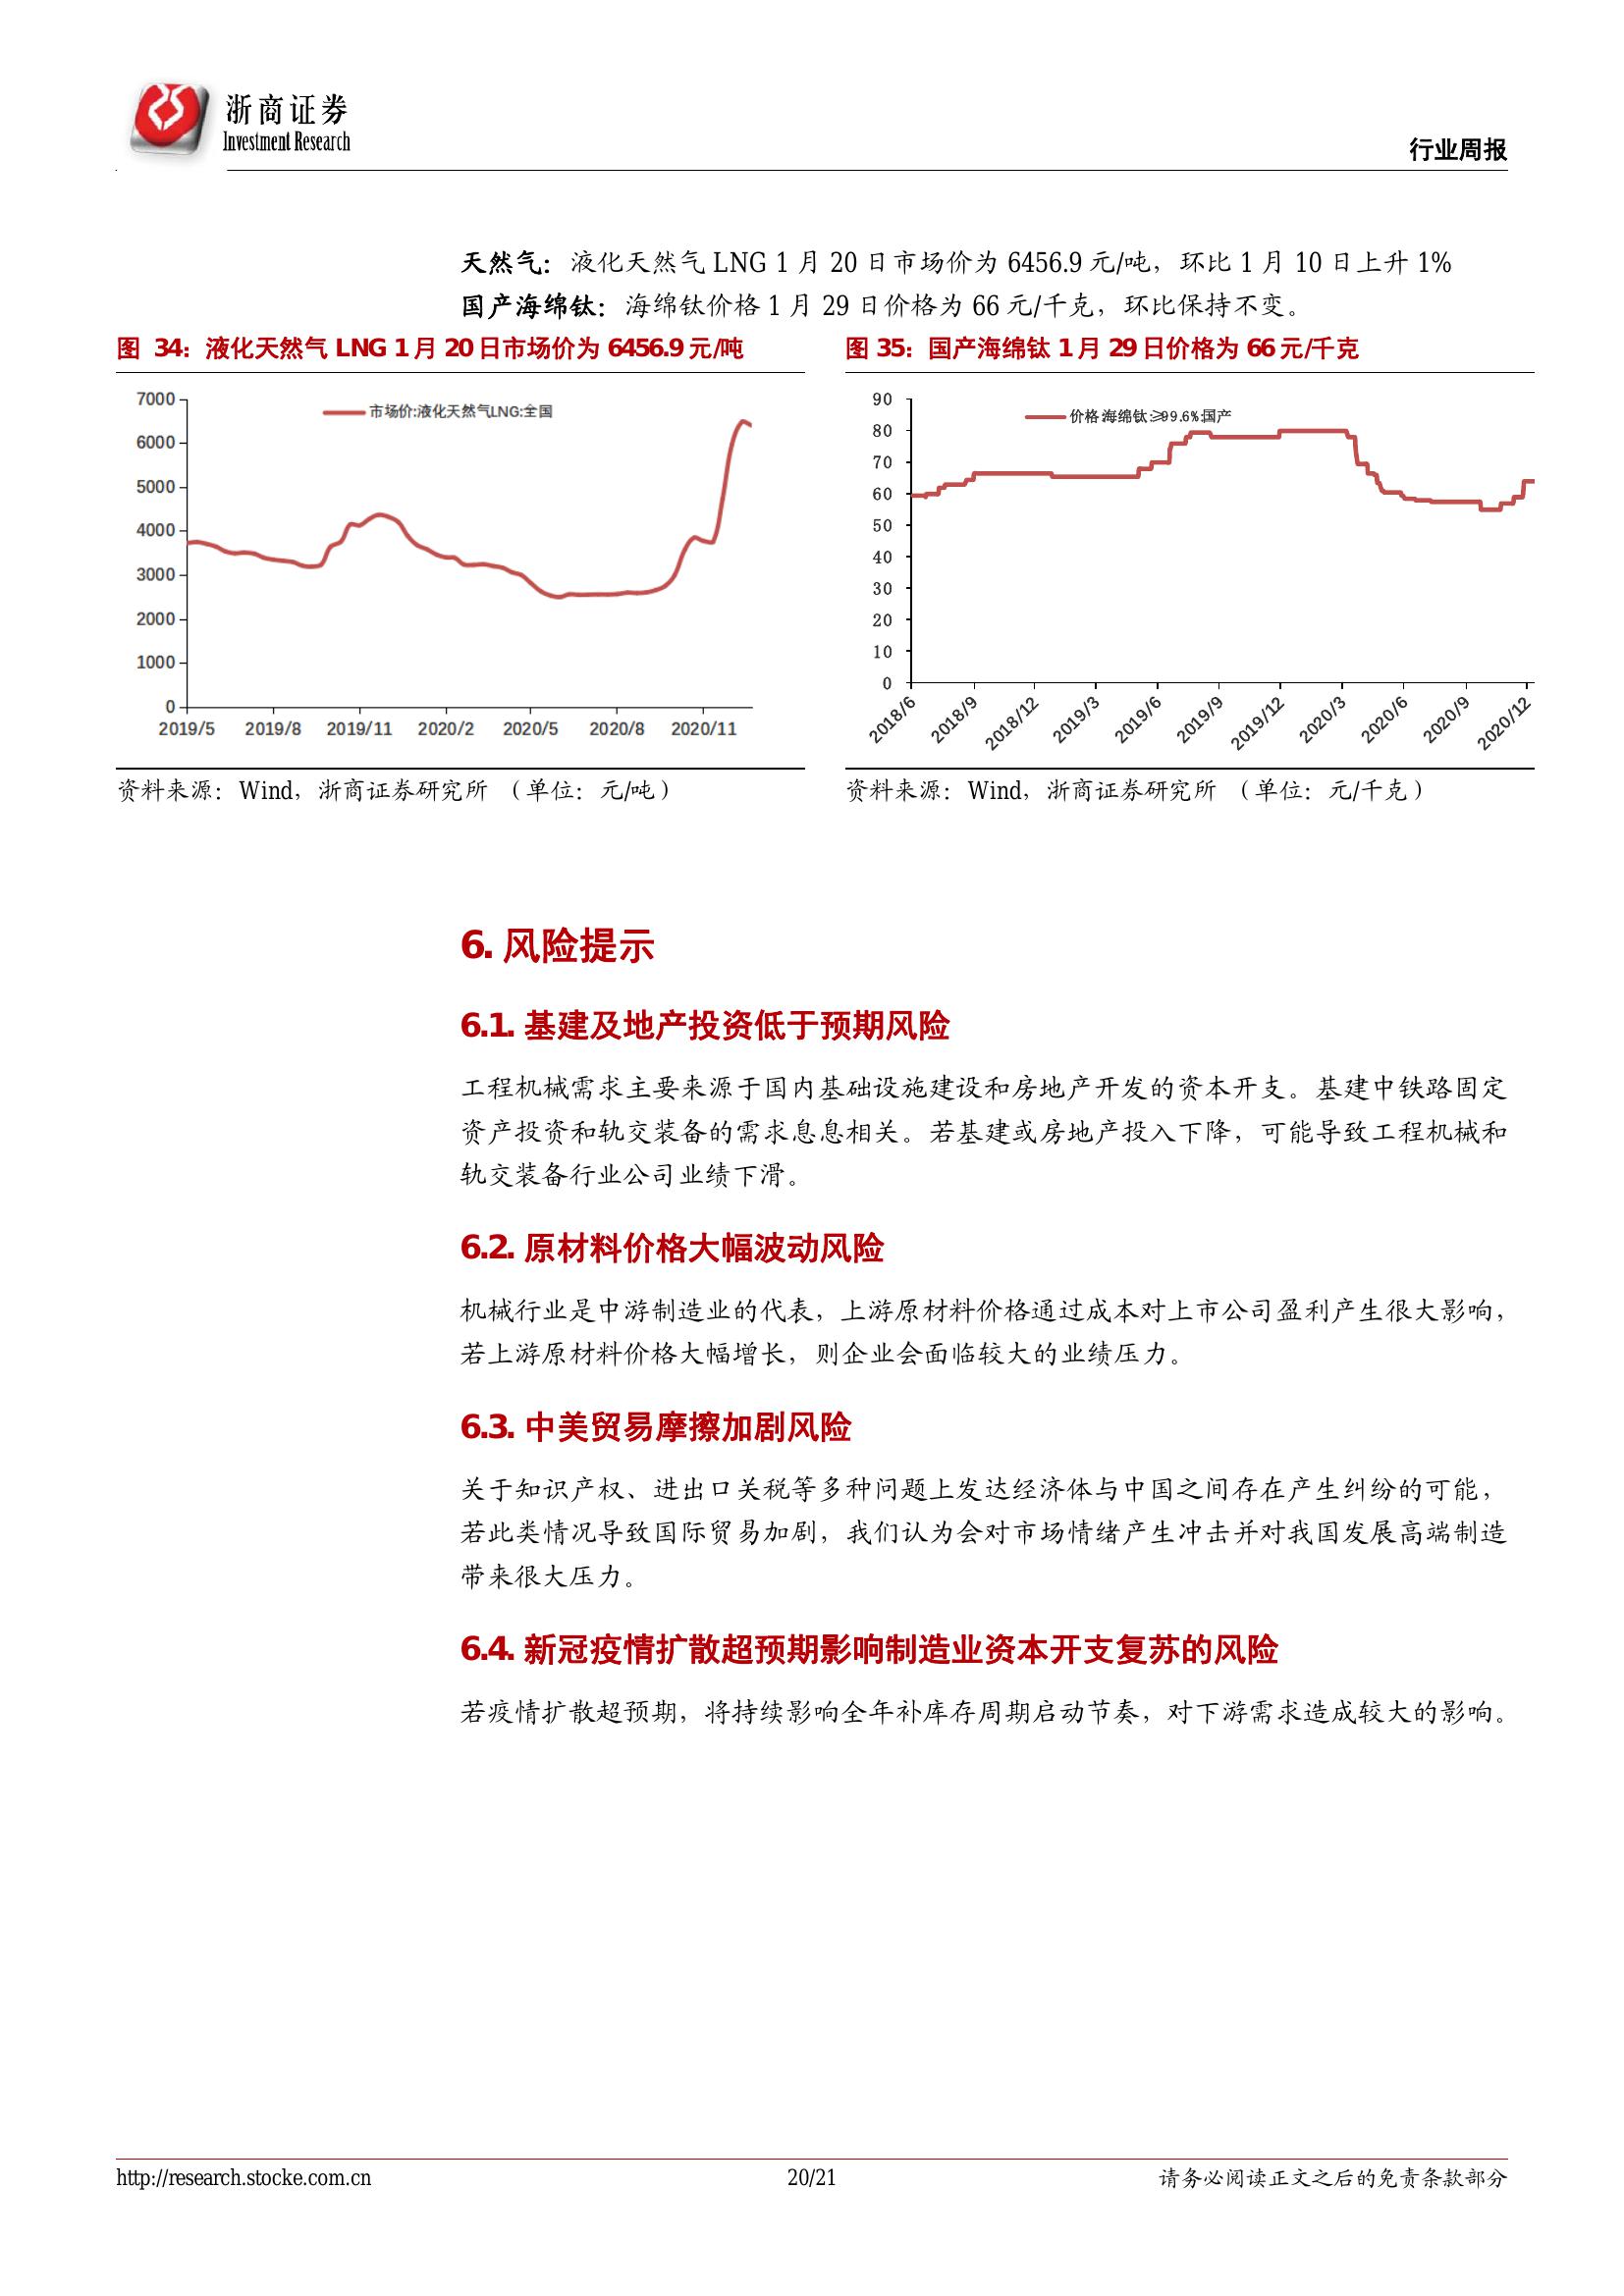 浙商证券
Investment Research
行业周报
天然气：液化天然气 LNG 1 月 20 日市场价为 6456.9 元/吨，环比 1 月 10 日上升 1%
国产海绵钛：海绵钛价格 1 月 29 日价格为 66 元/千克，环比保持不变。
图 34：液化天然气 LNG 1 月 20 日市场价为 6456.9 元/吨
7000
6000
5000
4000
3000
2000
1000
0
市场价:液化天然气LNG:全国
2019/5 2019/8 2019/11 2020/2 2020/5 2020/8 2020/11
资料来源：Wind，浙商证券研究所 （单位：元/吨）
图 35：国产海绵钛 1 月 29 日价格为 66 元/千克
90
80
70
60
50
40
30
20
10
0
价格:海绵钛:≥99.6%:国产
2018/6 2018/9 2018/12 2019/3 2019/6 2019/9 2019/12 2020/3 2020/6 2020/9 2020/12
资料来源：Wind，浙商证券研究所 （单位：元/千克）
6. 风险提示
6.1. 基建及地产投资低于预期风险
工程机械需求主要来源于国内基础设施建设和房地产开发的资本开支。基建中铁路固定
资产投资和轨交装备的需求息息相关。若基建或房地产投入下降，可能导致工程机械和
轨交装备行业公司业绩下滑。
6.2. 原材料价格大幅波动风险
机械行业是中游制造业的代表，上游原材料价格通过成本对上市公司盈利产生很大影响，
若上游原材料价格大幅增长，则企业会面临较大的业绩压力。
6.3. 中美贸易摩擦加剧风险
关于知识产权、进出口关税等多种问题上发达经济体与中国之间存在产生纠纷的可能，
若此类情况导致国际贸易加剧，我们认为会对市场情绪产生冲击并对我国发展高端制造
带来很大压力。
6.4. 新冠疫情扩散超预期影响制造业资本开支复苏的风险
若疫情扩散超预期，将持续影响全年补库存周期启动节奏，对下游需求造成较大的影响。
http://research.stocke.com.cn
20/21
请务必阅读正文之后的免责条款部分